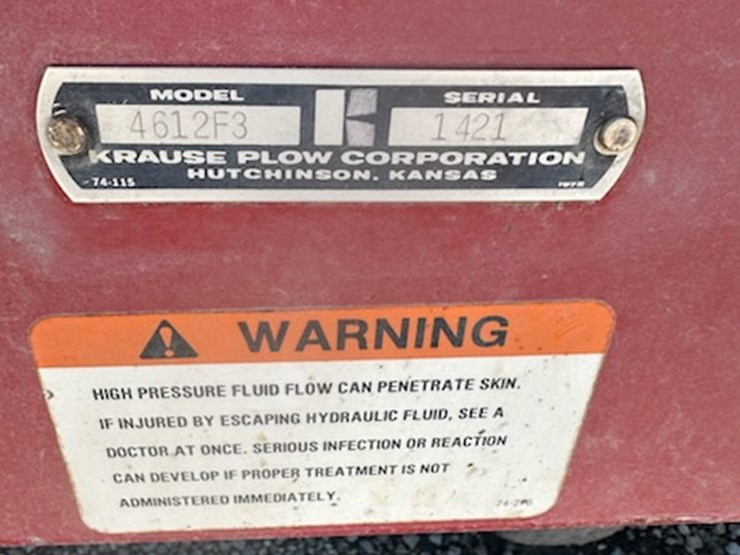 MODEL SERIAL
4612F3 1421
KRAUSE PLOW CORPORATION
HUTCHINSON, KANSAS
74-115
WARNING
HIGH PRESSURE FLUID FLOW CAN PENETRATE SKIN.
IF INJURED BY ESCAPING HYDRAULIC FLUID, SEE A
DOCTOR AT ONCE. SERIOUS INFECTION OR REACTION
CAN DEVELOP IF PROPER TREATMENT IS NOT
ADMINISTERED IMMEDIATELY.